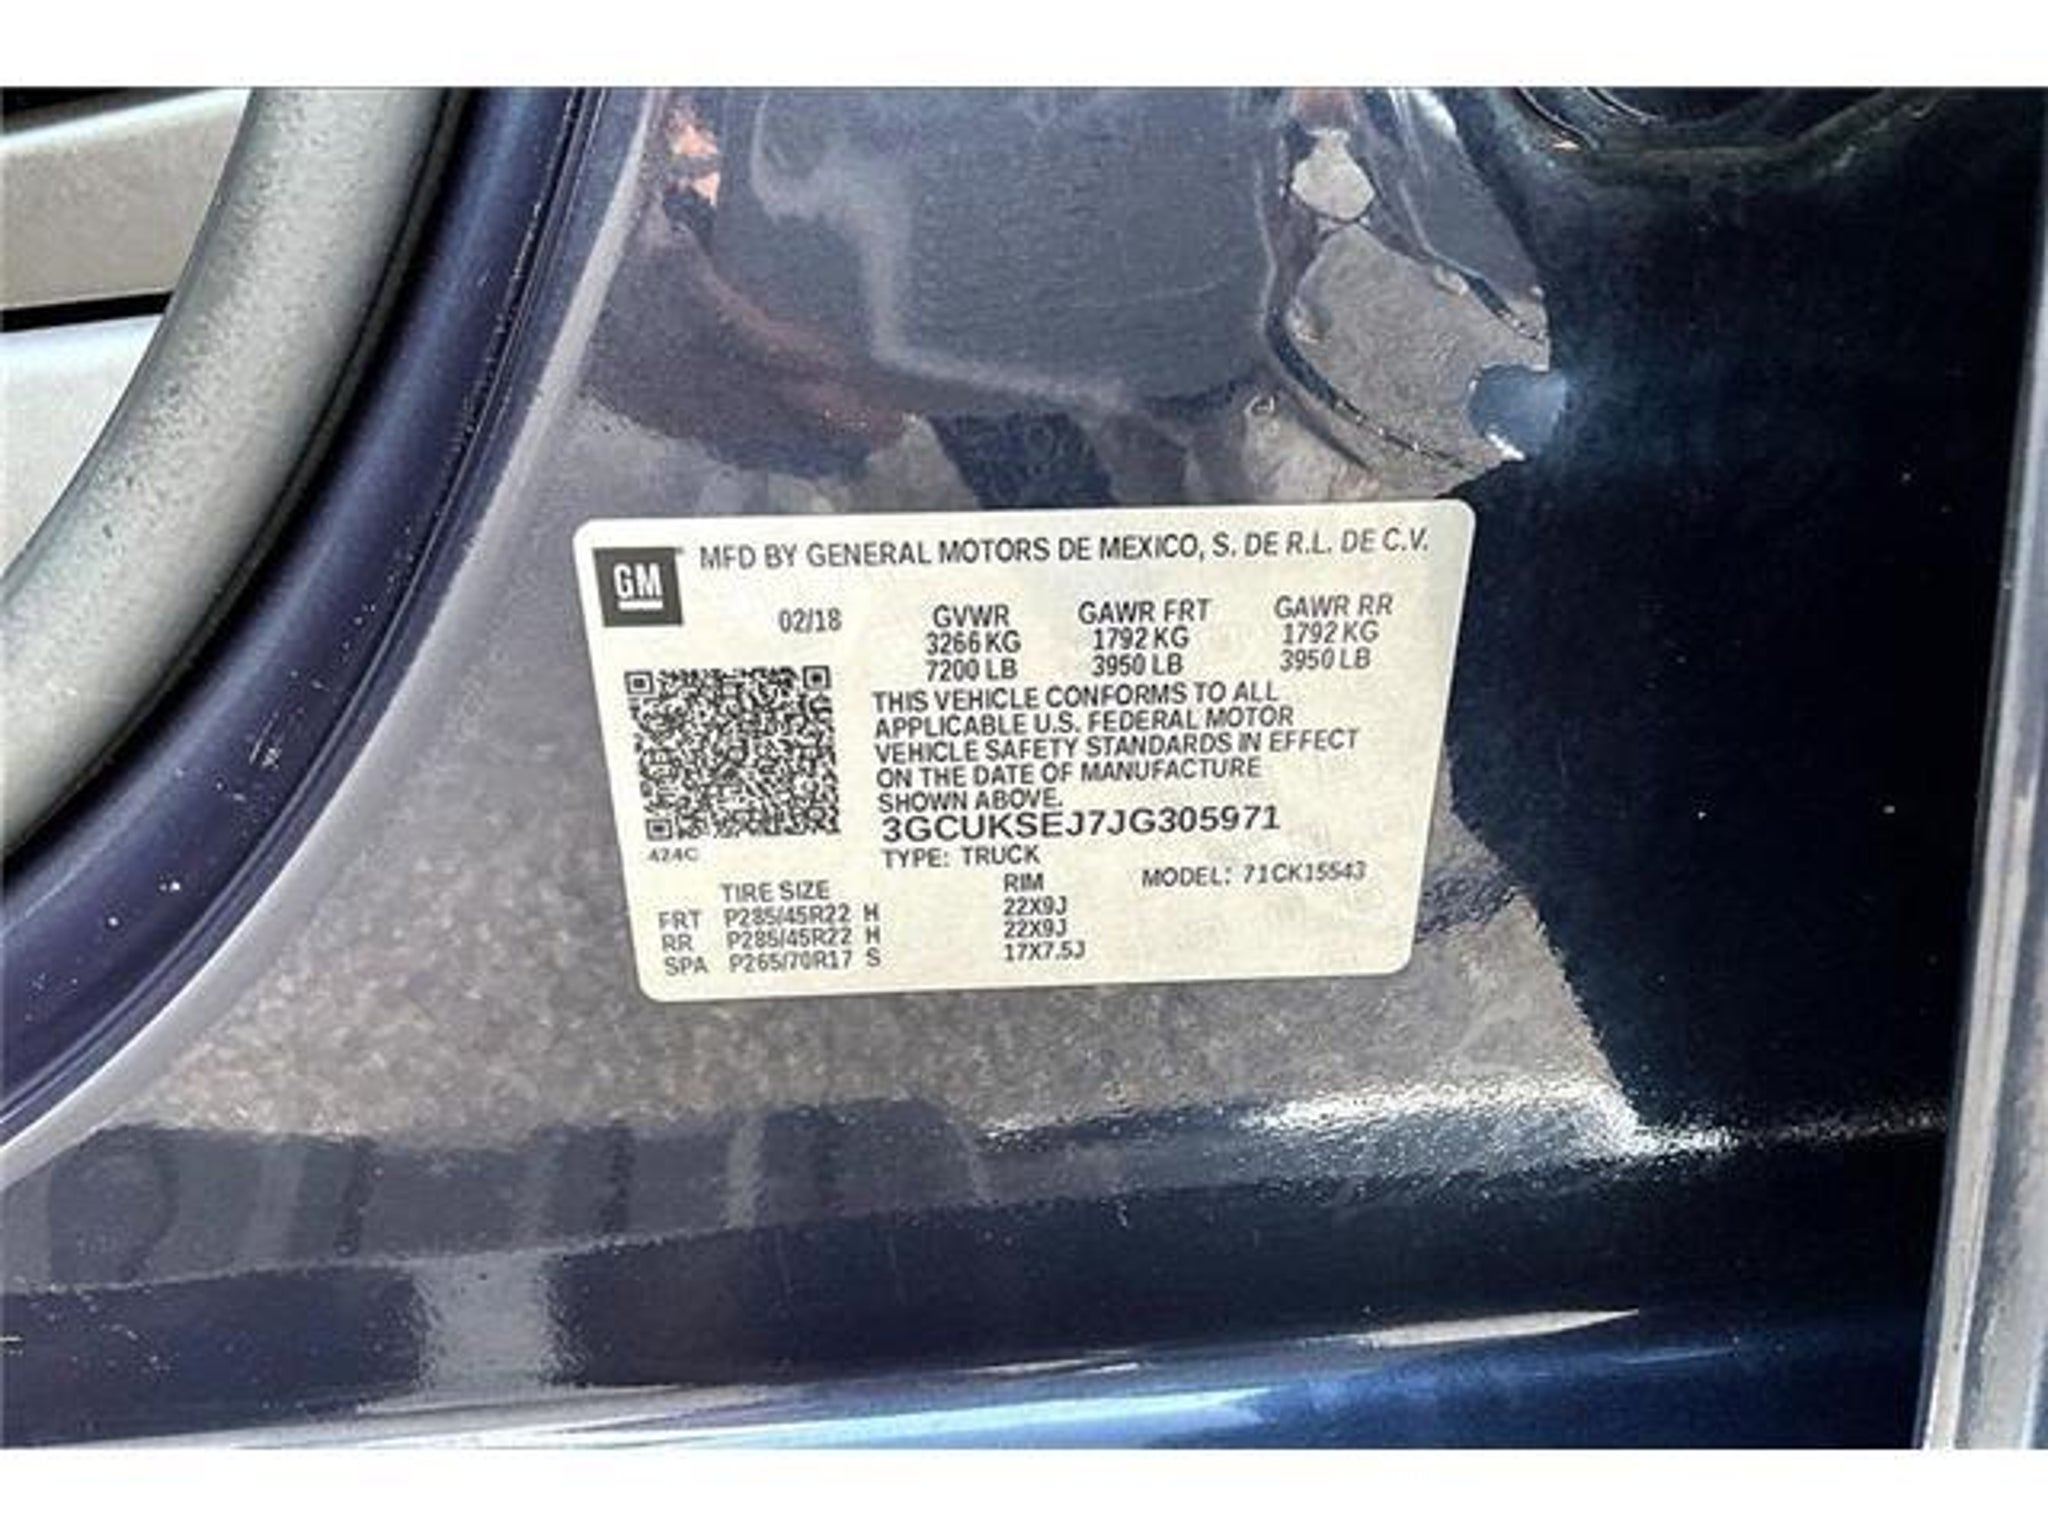 GM
MFD BY GENERAL MOTORS DE MEXICO, S. DE R.L. DE C.V.
02/18 GVWR GAWR FRT GAWR RR
3266 KG 1792 KG 1792 KG
7200 LB 3950 LB 3950 LB
THIS VEHICLE CONFORMS TO ALL
APPLICABLE U.S. FEDERAL MOTOR
VEHICLE SAFETY STANDARDS IN EFFECT
ON THE DATE OF MANUFACTURE
SHOWN ABOVE.
3GCUKSEJ7JG305971
424C
TYPE: TRUCK MODEL: 71CK15543
TIRE SIZE RIM
FRT P285/45R22 H 22X9J
RR P285/45R22 H 22X9J
SPA P265/70R17 S 17X7.5J